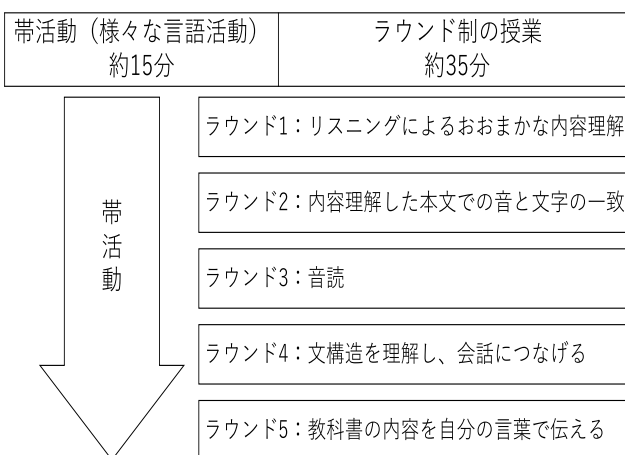 帯活動（様々な言語活動）
約15分
ラウンド制の授業
約35分
ラウンド1：リスニングによるおおまかな内容理解
ラウンド2：内容理解した本文での音と文字の一致
帯活動
ラウンド3：音読
ラウンド4：文構造を理解し、会話につなげる
ラウンド5：教科書の内容を自分の言葉で伝える